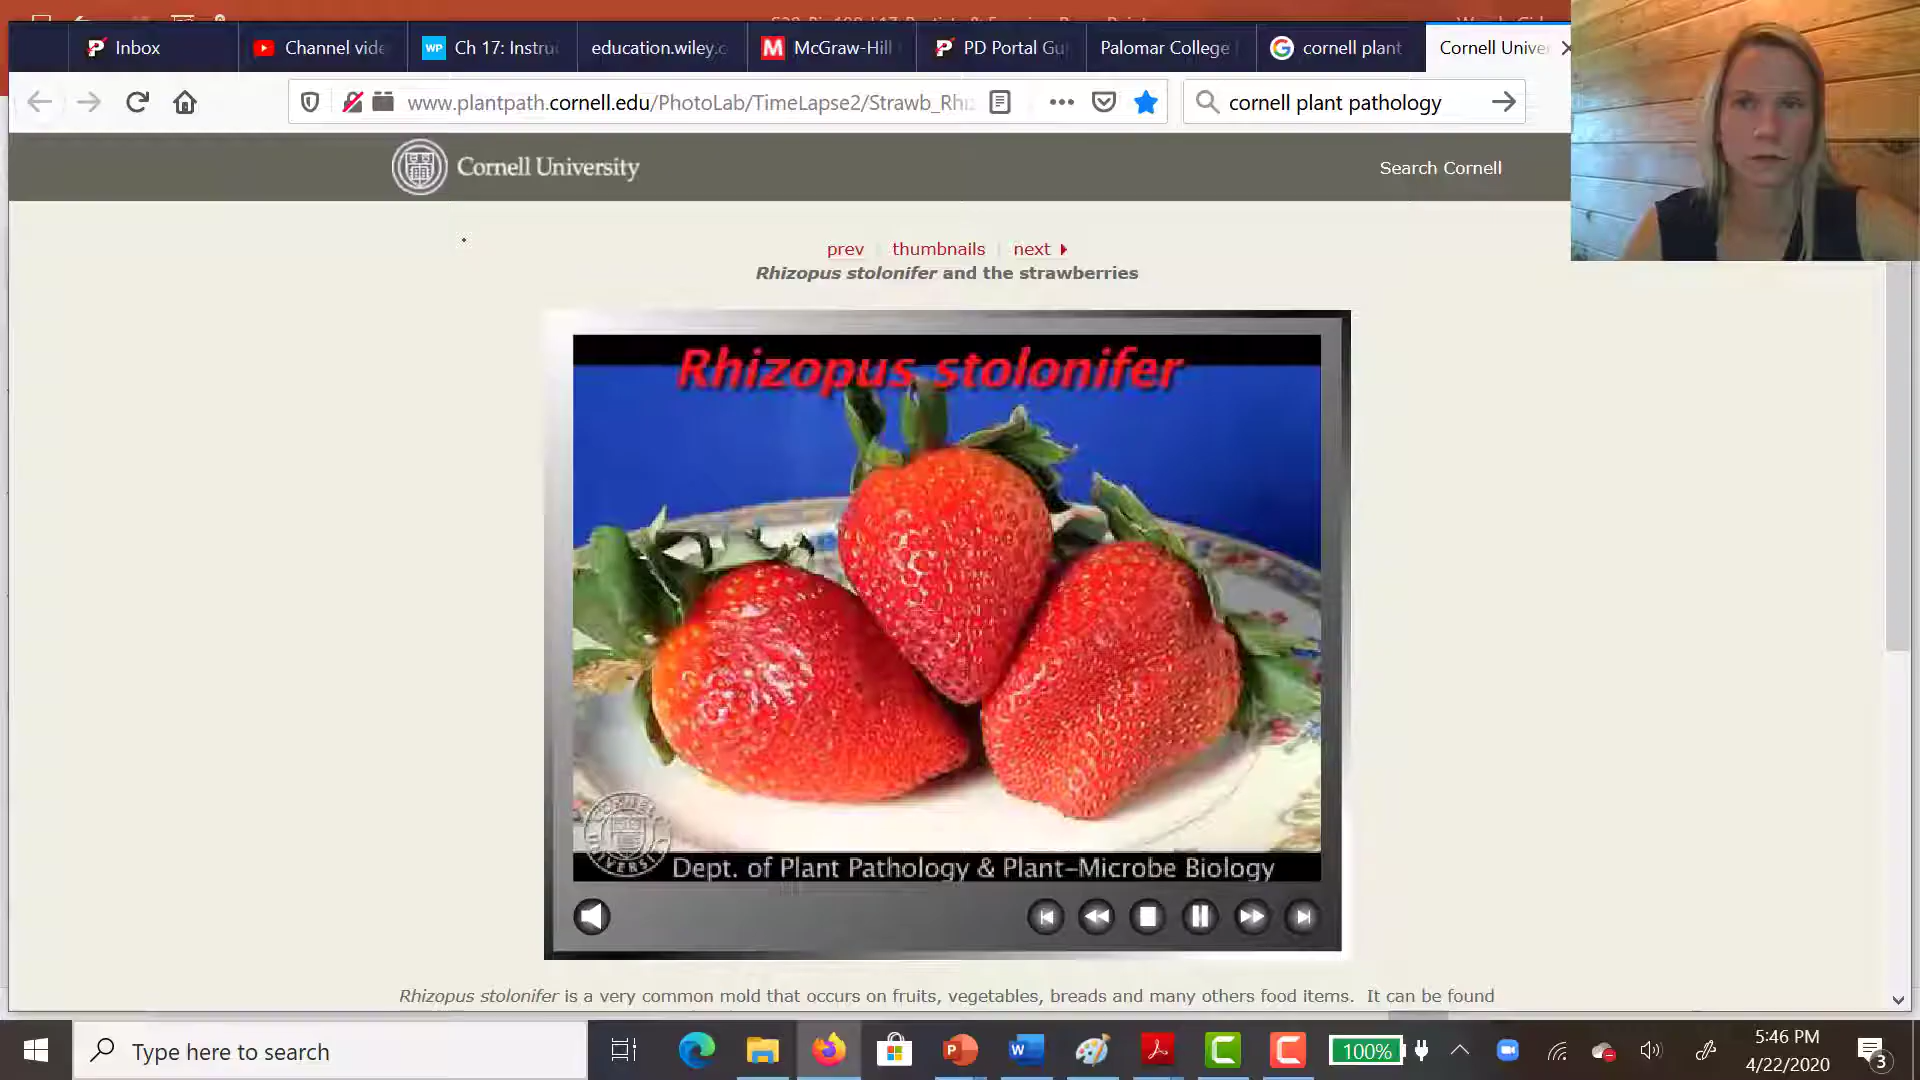 Inbox
Channel vide
Ch 17: Instru
education.wiley.c
McGraw-Hill
PD Portal Gu
Palomar College
cornell plant
Cornell Unive
www.plantpath.cornell.edu/PhotoLab/TimeLapse2/Strawb_Rhi
cornell plant pathology
Cornell University
Search Cornell
prev | thumbnails | next
Rhizopus stolonifer and the strawberries
Rhizopus stolonifer
Dept. of Plant Pathology & Plant-Microbe Biology
Rhizopus stolonifer is a very common mold that occurs on fruits, vegetables, breads and many others food items. It can be found
Type here to search
100%
5:46 PM
4/22/2020
3